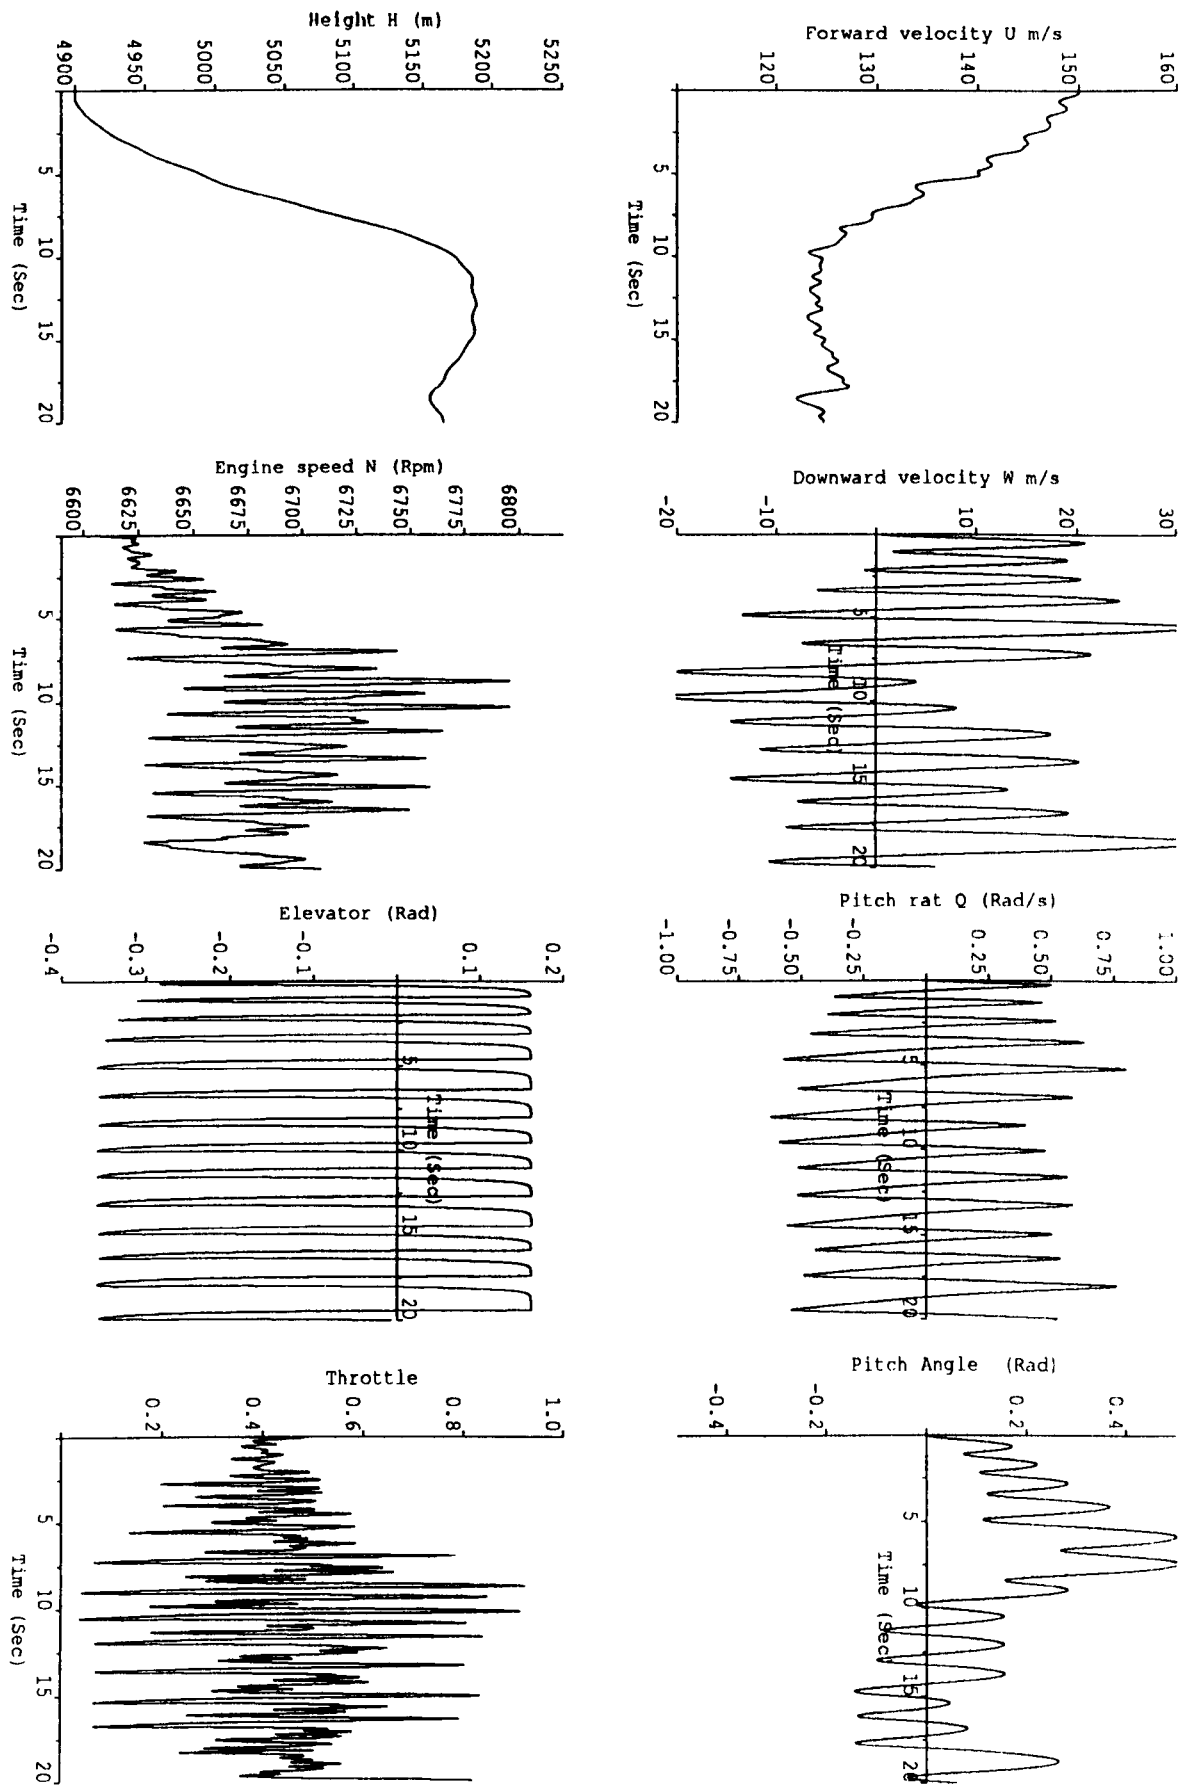 Height H (m)
4900 4950 5000 5050 5100 5150 5200 5250
5 10 15 20
Time (Sec)
Forward velocity U m/s
120 130 140 150 160
5 10 15 20
Time (Sec)
Engine speed N (Rpm)
6600 6625 6650 6675 6700 6725 6750 6775 6800
5 10 15 20
Time (Sec)
Downward velocity W m/s
-20 -10 10 20 30
5 10 15 20
Time (Sec)
Elevator (Rad)
-0.4 -0.3 -0.2 -0.1 0.1 0.2
5 10 15 20
Time (Sec)
Pitch rat Q (Rad/s)
-1.00 -0.75 -0.50 -0.25 0.25 0.50 0.75 1.00
5 10 15 20
Time (Sec)
Throttle
0.2 0.4 0.6 0.8 1.0
5 10 15 20
Time (Sec)
Pitch Angle (Rad)
-0.4 -0.2 0.2 0.4
5 10 15 20
Time (Sec)